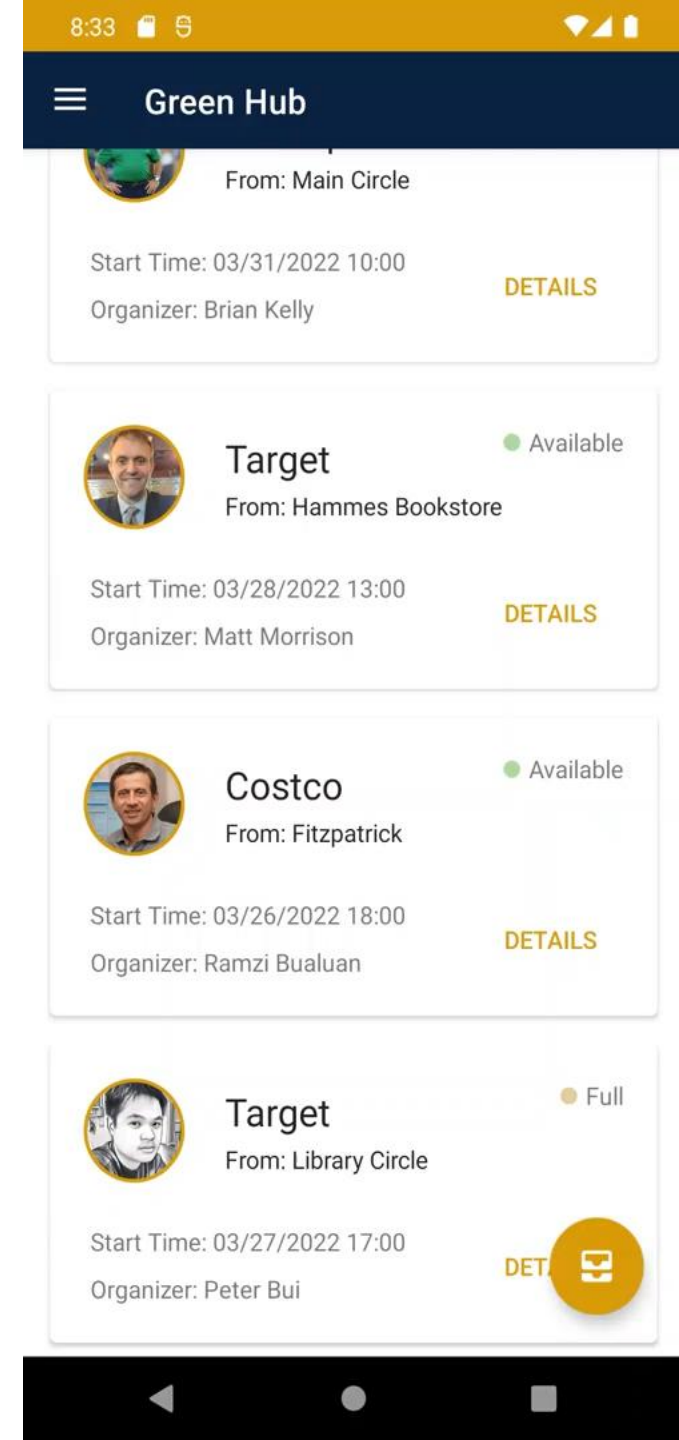 8:33
Green Hub
From: Main Circle
Start Time: 03/31/2022 10:00
DETAILS
Organizer: Brian Kelly
Available
Target
From: Hammes Bookstore
Start Time: 03/28/2022 13:00
DETAILS
Organizer: Matt Morrison
Available
Costco
From: Fitzpatrick
Start Time: 03/26/2022 18:00
DETAILS
Organizer: Ramzi Bualuan
Full
Target
From: Library Circle
Start Time: 03/27/2022 17:00
DET
Organizer: Peter Bui